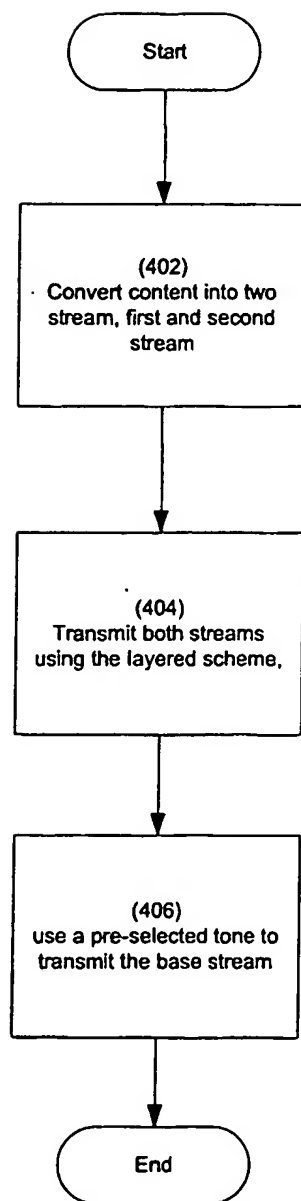 Start
(402)
Convert content into two
stream, first and second
stream
(404)
Transmit both streams
using the layered scheme,
(406)
use a pre-selected tone to
transmit the base stream
End